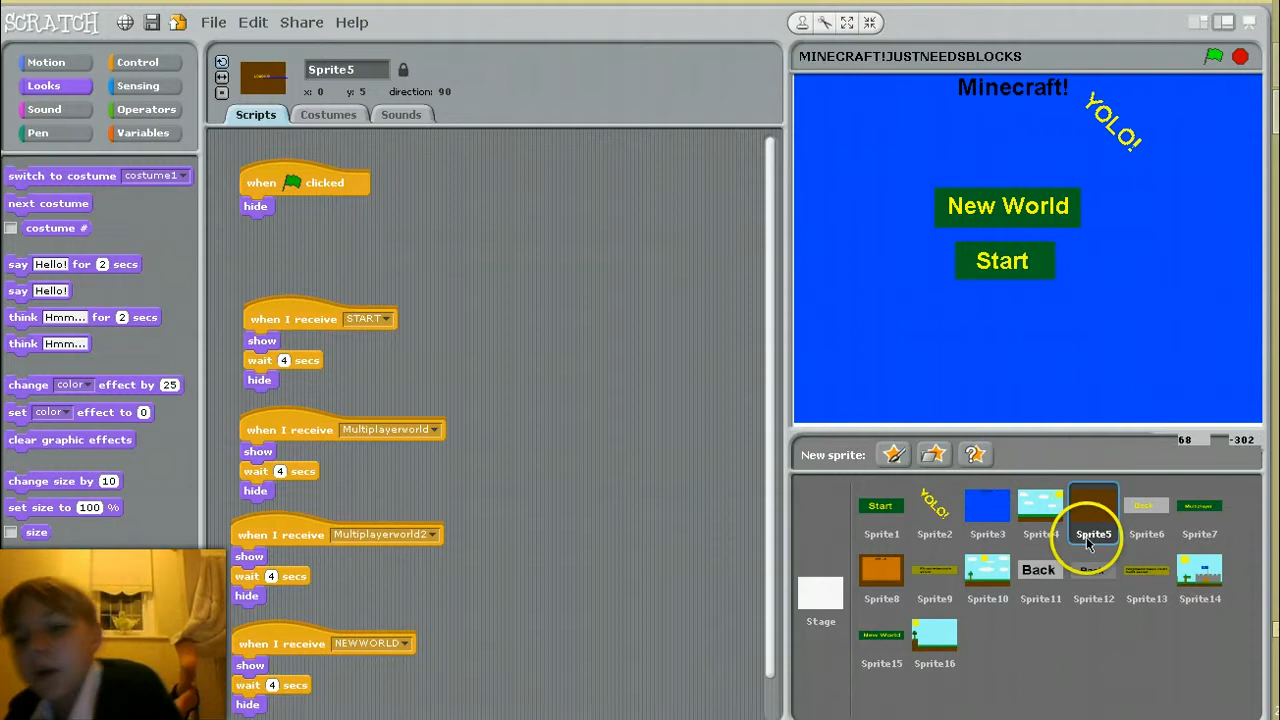 SCRATCH File Edit Share Help
Motion Control
Looks Sensing
Sound Operators
Pen Variables
switch to costume costume1
next costume
costume #
say Hello! for 2 secs
say Hello!
think Hmm... for 2 secs
think Hmm...
change color effect by 25
set color effect to 0
clear graphic effects
change size by 10
set size to 100 %
size
Sprite5
x: 0 y: 5 direction: 90
Scripts Costumes Sounds
when clicked
hide
when I receive START
show
wait 4 secs
hide
when I receive Multiplayerworld
show
wait 4 secs
hide
when I receive Multiplayerworld2
show
wait 4 secs
hide
when I receive NEWWORLD
show
wait 4 secs
hide
MINECRAFT!JUSTNEEDSBLOCKS
Minecraft!
YOLO!
New World
Start
68 -302
New sprite:
Start YOLO! Back Multiplayer
Sprite1 Sprite2 Sprite3 Sprite4 Sprite5 Sprite6 Sprite7
Back Back
Sprite8 Sprite9 Sprite10 Sprite11 Sprite12 Sprite13 Sprite14
Stage
New World
Sprite15 Sprite16